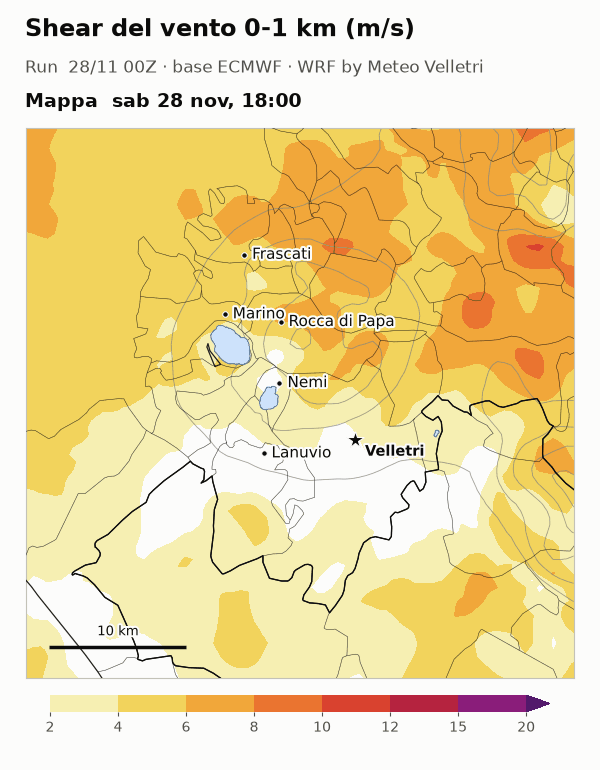 Shear del vento 0-1 km (m/s)
Run  28/11 00Z · base ECMWF · WRF by Meteo Velletri
Mappa  sab 28 nov, 18:00
Frascati
Marino
Rocca di Papa
Nemi
Velletri
Lanuvio
10 km
2 4 6 8 10 12 15 20